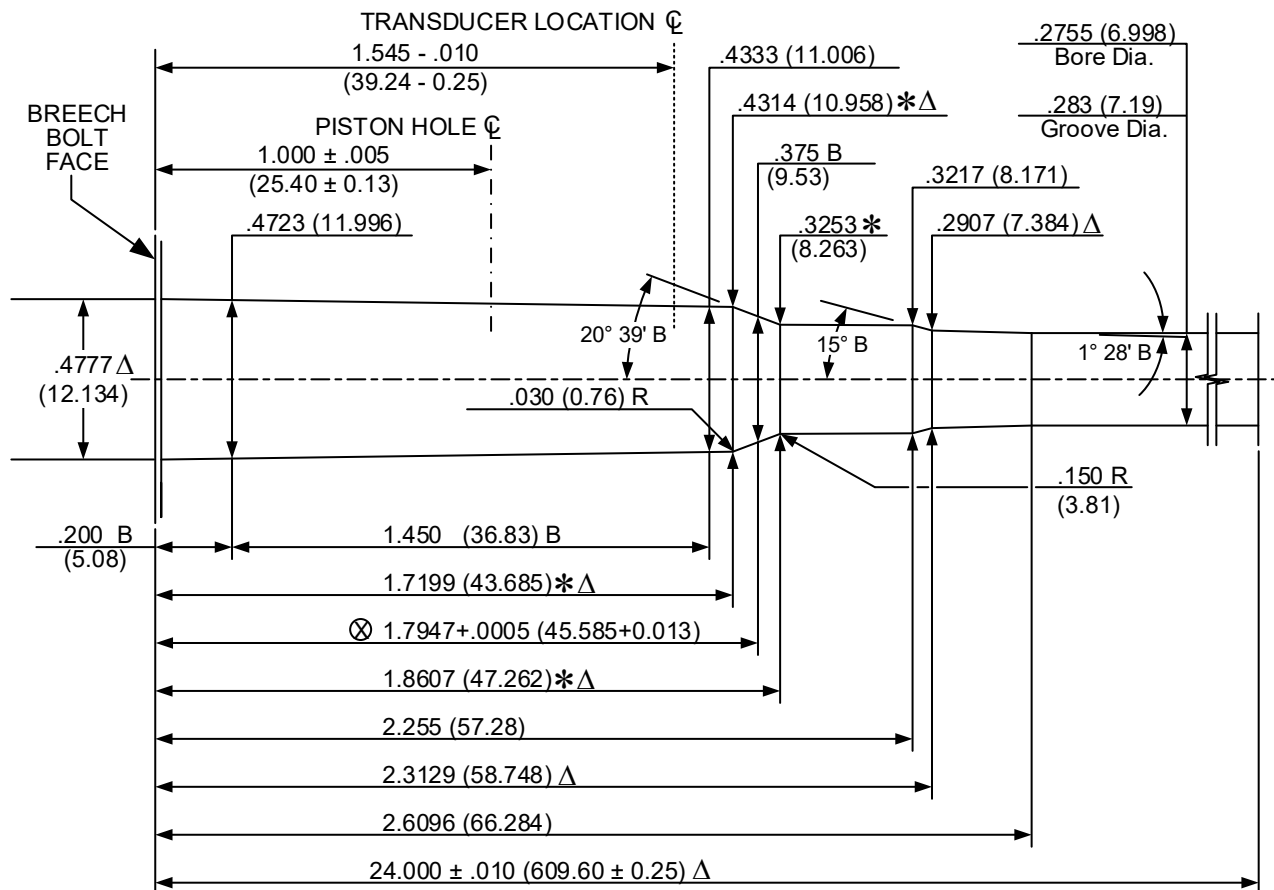 TRANSDUCER LOCATION ℄
1.545 - .010
(39.24 - 0.25)
.2755 (6.998)
Bore Dia.
.4333 (11.006)
.4314 (10.958)*Δ
.283 (7.19)
Groove Dia.
BREECH
BOLT
FACE
PISTON HOLE ℄
1.000 ± .005
(25.40 ± 0.13)
.375 B
(9.53)
.3217 (8.171)
.4723 (11.996)
.3253*
(8.263)
.2907 (7.384) Δ
20° 39' B
15° B
1° 28' B
.4777 Δ
(12.134)
.030 (0.76) R
.150 R
(3.81)
.200 B
(5.08)
1.450 (36.83) B
1.7199 (43.685)*Δ
⊗ 1.7947+.0005 (45.585+0.013)
1.8607 (47.262)*Δ
2.255 (57.28)
2.3129 (58.748) Δ
2.6096 (66.284)
24.000 ± .010 (609.60 ± 0.25) Δ